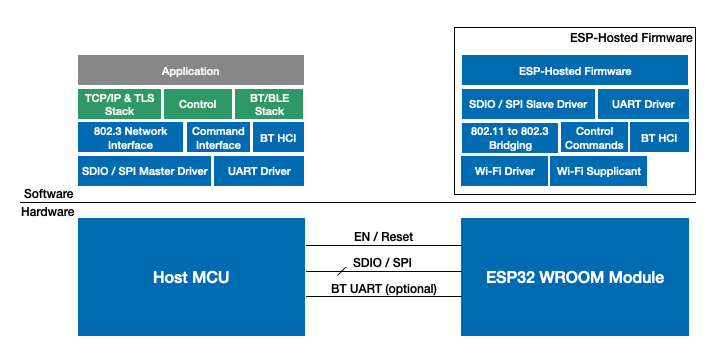 ESP-Hosted Firmware
Application
ESP-Hosted Firmware
TCP/IP & TLS
Stack
Control
BT/BLE
Stack
SDIO / SPI Slave Driver
UART Driver
802.3 Network
Interface
Command
Interface
BT HCI
802.11 to 802.3
Bridging
Control
Commands
BT HCI
SDIO / SPI Master Driver
UART Driver
Wi-Fi Driver
Wi-Fi Supplicant
Software
Hardware
Host MCU
EN / Reset
SDIO / SPI
BT UART (optional)
ESP32 WROOM Module